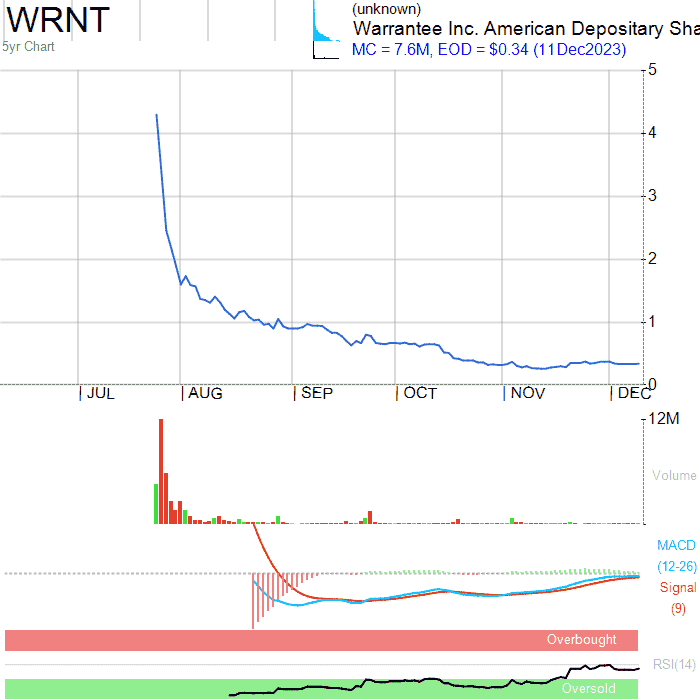 WRNT
5yr Chart
(unknown)
Warrantee Inc. American Depositary Sha
MC = 7.6M, EOD = $0.34 (11Dec2023)
5
4
3
2
1
0
JUL AUG SEP OCT NOV DEC
12M
Volume
MACD
(12-26)
Signal
(9)
Overbought
RSI(14)
Oversold